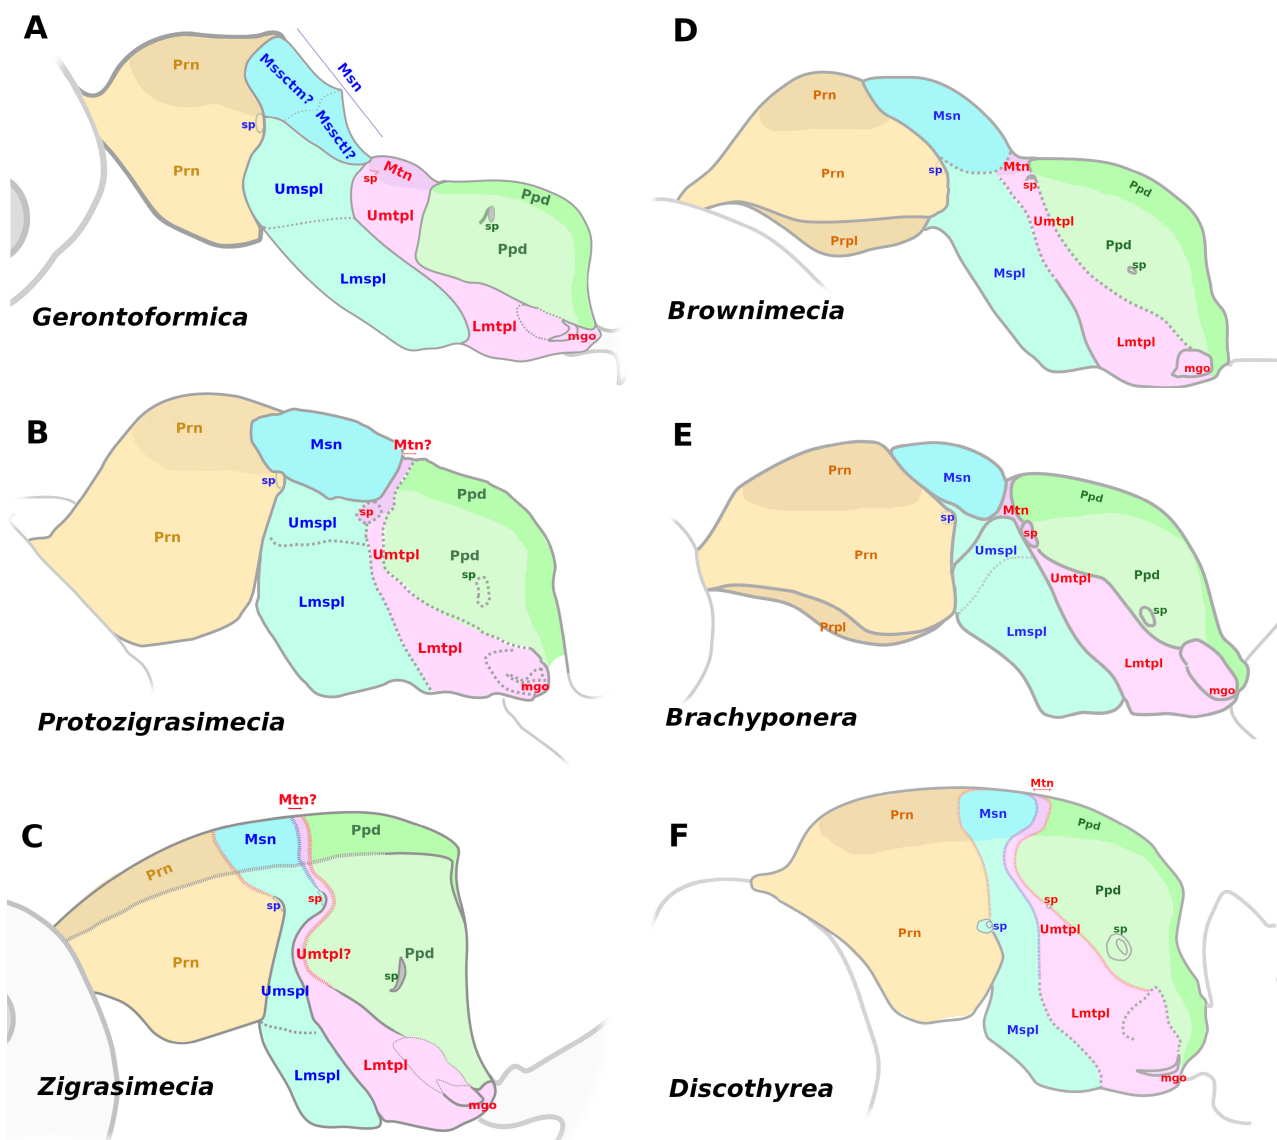 A
Prn
Mssctm?
Msn
Mssctl?
sp
Prn
Umspl
sp
Mtn
Umtpl
Ppd
sp
Ppd
Lmspl
Lmtpl
mgo
Gerontoformica
B
Prn
Msn
Mtn?
sp
Ppd
Umspl
sp
Prn
Umtpl
Ppd
sp
Lmspl
Lmtpl
mgo
Protozigrasimecia
C
Mtn?
Msn
Ppd
Prn
sp
sp
Prn
Umtpl?
Ppd
sp
Umspl
Lmtpl
Lmspl
mgo
Zigrasimecia
D
Prn
Msn
Prn
sp
Mtn
sp
Ppd
Umtpl
Prpl
Ppd
sp
Mspl
Lmtpl
mgo
Brownimecia
E
Prn
Msn
Ppd
sp
Mtn
sp
Prn
Umspl
Umtpl
Ppd
sp
Prpl
Lmspl
Lmtpl
mgo
Brachyponera
F
Mtn
Prn
Msn
Ppd
Ppd
sp
sp
Umtpl
sp
Prn
Lmtpl
Mspl
mgo
Discothyrea